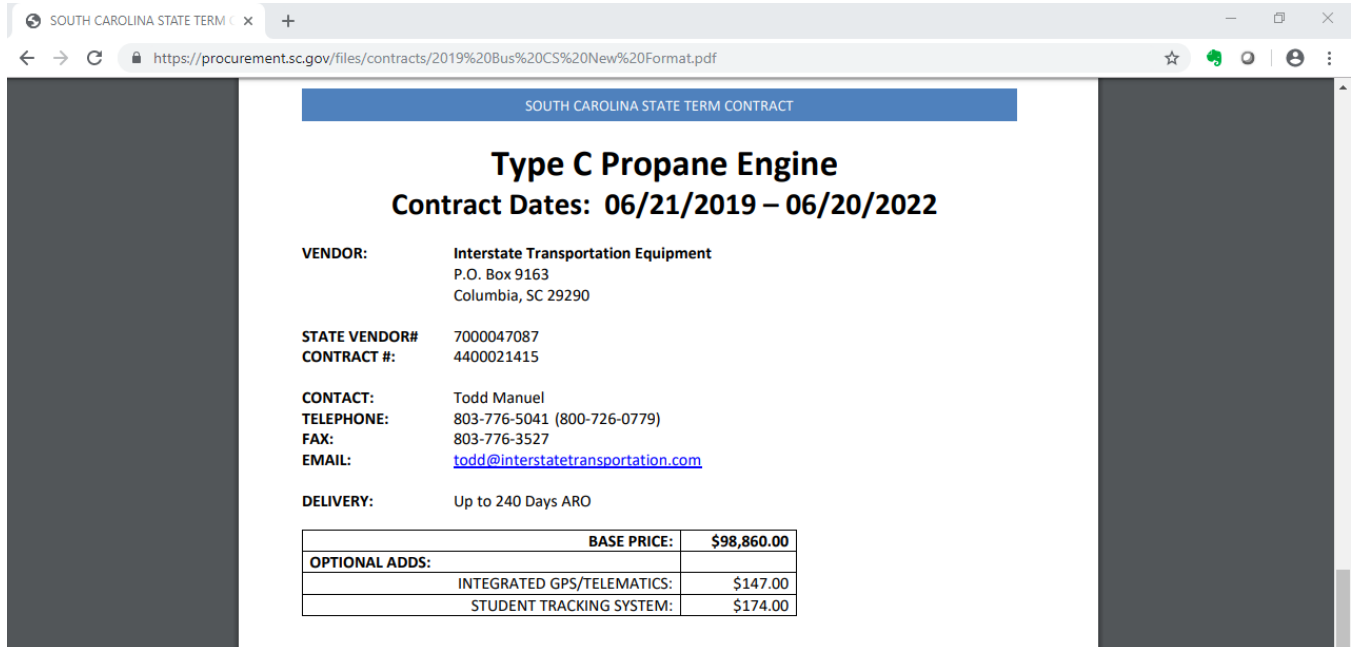 SOUTH CAROLINA STATE TERM
https://procurement.sc.gov/files/contracts/2019%20Bus%20CS%20New%20Format.pdf
SOUTH CAROLINA STATE TERM CONTRACT
Type C Propane Engine
Contract Dates: 06/21/2019 – 06/20/2022
VENDOR: Interstate Transportation Equipment
P.O. Box 9163
Columbia, SC 29290
STATE VENDOR# 7000047087
CONTRACT #: 4400021415
CONTACT: Todd Manuel
TELEPHONE: 803-776-5041 (800-726-0779)
FAX: 803-776-3527
EMAIL: todd@interstatetransportation.com
DELIVERY: Up to 240 Days ARO
BASE PRICE: $98,860.00
OPTIONAL ADDS:
INTEGRATED GPS/TELEMATICS: $147.00
STUDENT TRACKING SYSTEM: $174.00